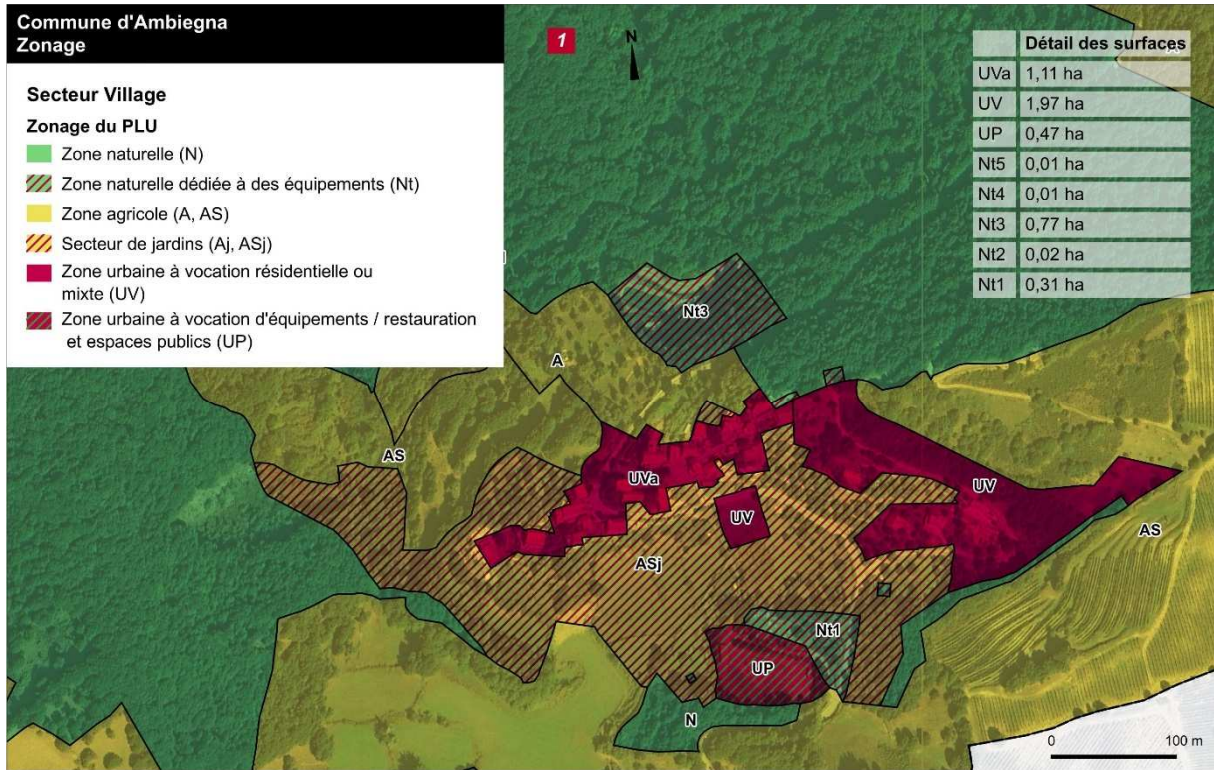 Commune d'Ambiegna
Zonage
Secteur Village
Zonage du PLU
Zone naturelle (N)
Zone naturelle dédiée à des équipements (Nt)
Zone agricole (A, AS)
Secteur de jardins (Aj, ASj)
Zone urbaine à vocation résidentielle ou
mixte (UV)
Zone urbaine à vocation d'équipements / restauration
et espaces publics (UP)
1
N
Détail des surfaces
UVa 1,11 ha
UV 1,97 ha
UP 0,47 ha
Nt5 0,01 ha
Nt4 0,01 ha
Nt3 0,77 ha
Nt2 0,02 ha
Nt1 0,31 ha
Nt3
A
AS
UVa
UV
UV
AS
ASj
Nt1
UP
N
0 100 m